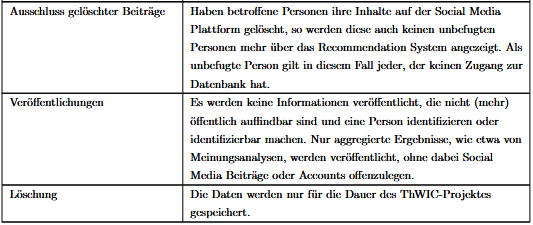 Ausschluss gelöschter Beiträge
Haben betroffene Personen ihre Inhalte auf der Social Media
Plattform gelöscht, so werden diese auch keinen unbefugten
Personen mehr über das Recommendation System angezeigt. Als
unbefugte Person gilt in diesem Fall jeder, der keinen Zugang zur
Datenbank hat.
Veröffentlichungen
Es werden keine Informationen veröffentlicht, die nicht (mehr)
öffentlich auffindbar sind und eine Person identifizieren oder
identifizierbar machen. Nur aggregierte Ergebnisse, wie etwa von
Meinungsanalysen, werden veröffentlicht, ohne dabei Social
Media Beiträge oder Accounts offenzulegen.
Löschung
Die Daten werden nur für die Dauer des ThWIC-Projektes
gespeichert.